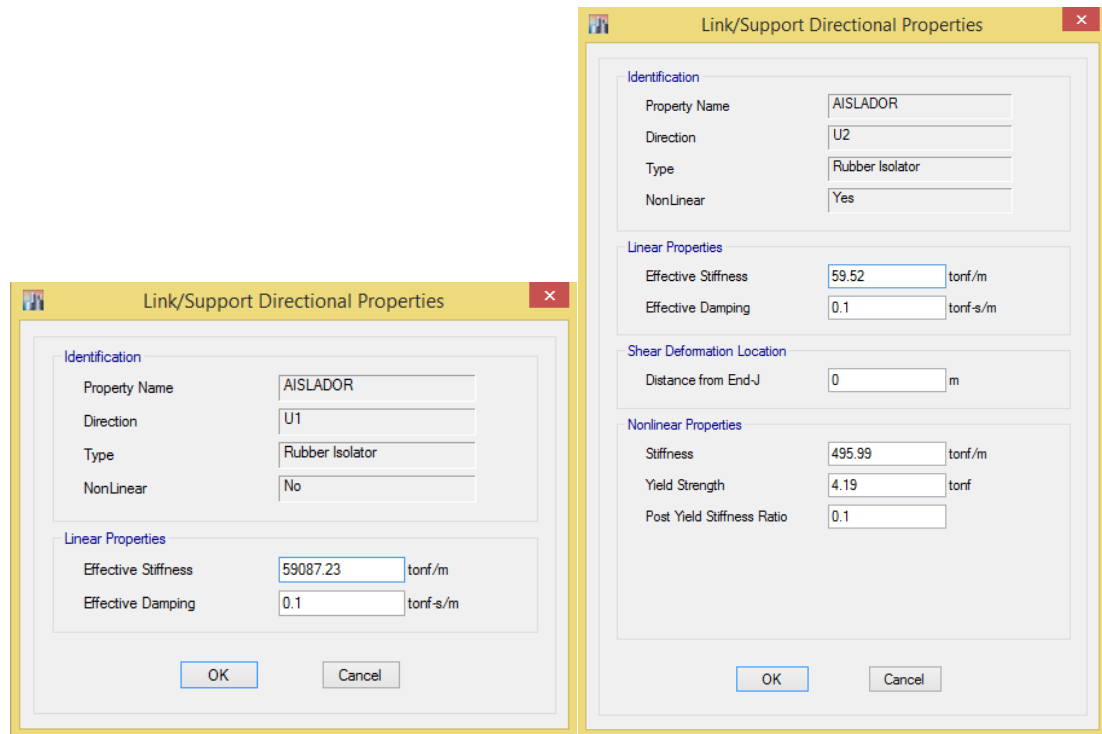 Link/Support Directional Properties
Identification
Property Name AISLADOR
Direction U1
Type Rubber Isolator
NonLinear No
Linear Properties
Effective Stiffness 59087.23 tonf/m
Effective Damping 0.1 tonf-s/m
OK Cancel
Link/Support Directional Properties
Identification
Property Name AISLADOR
Direction U2
Type Rubber Isolator
NonLinear Yes
Linear Properties
Effective Stiffness 59.52 tonf/m
Effective Damping 0.1 tonf-s/m
Shear Deformation Location
Distance from End-J 0 m
Nonlinear Properties
Stiffness 495.99 tonf/m
Yield Strength 4.19 tonf
Post Yield Stiffness Ratio 0.1
OK Cancel